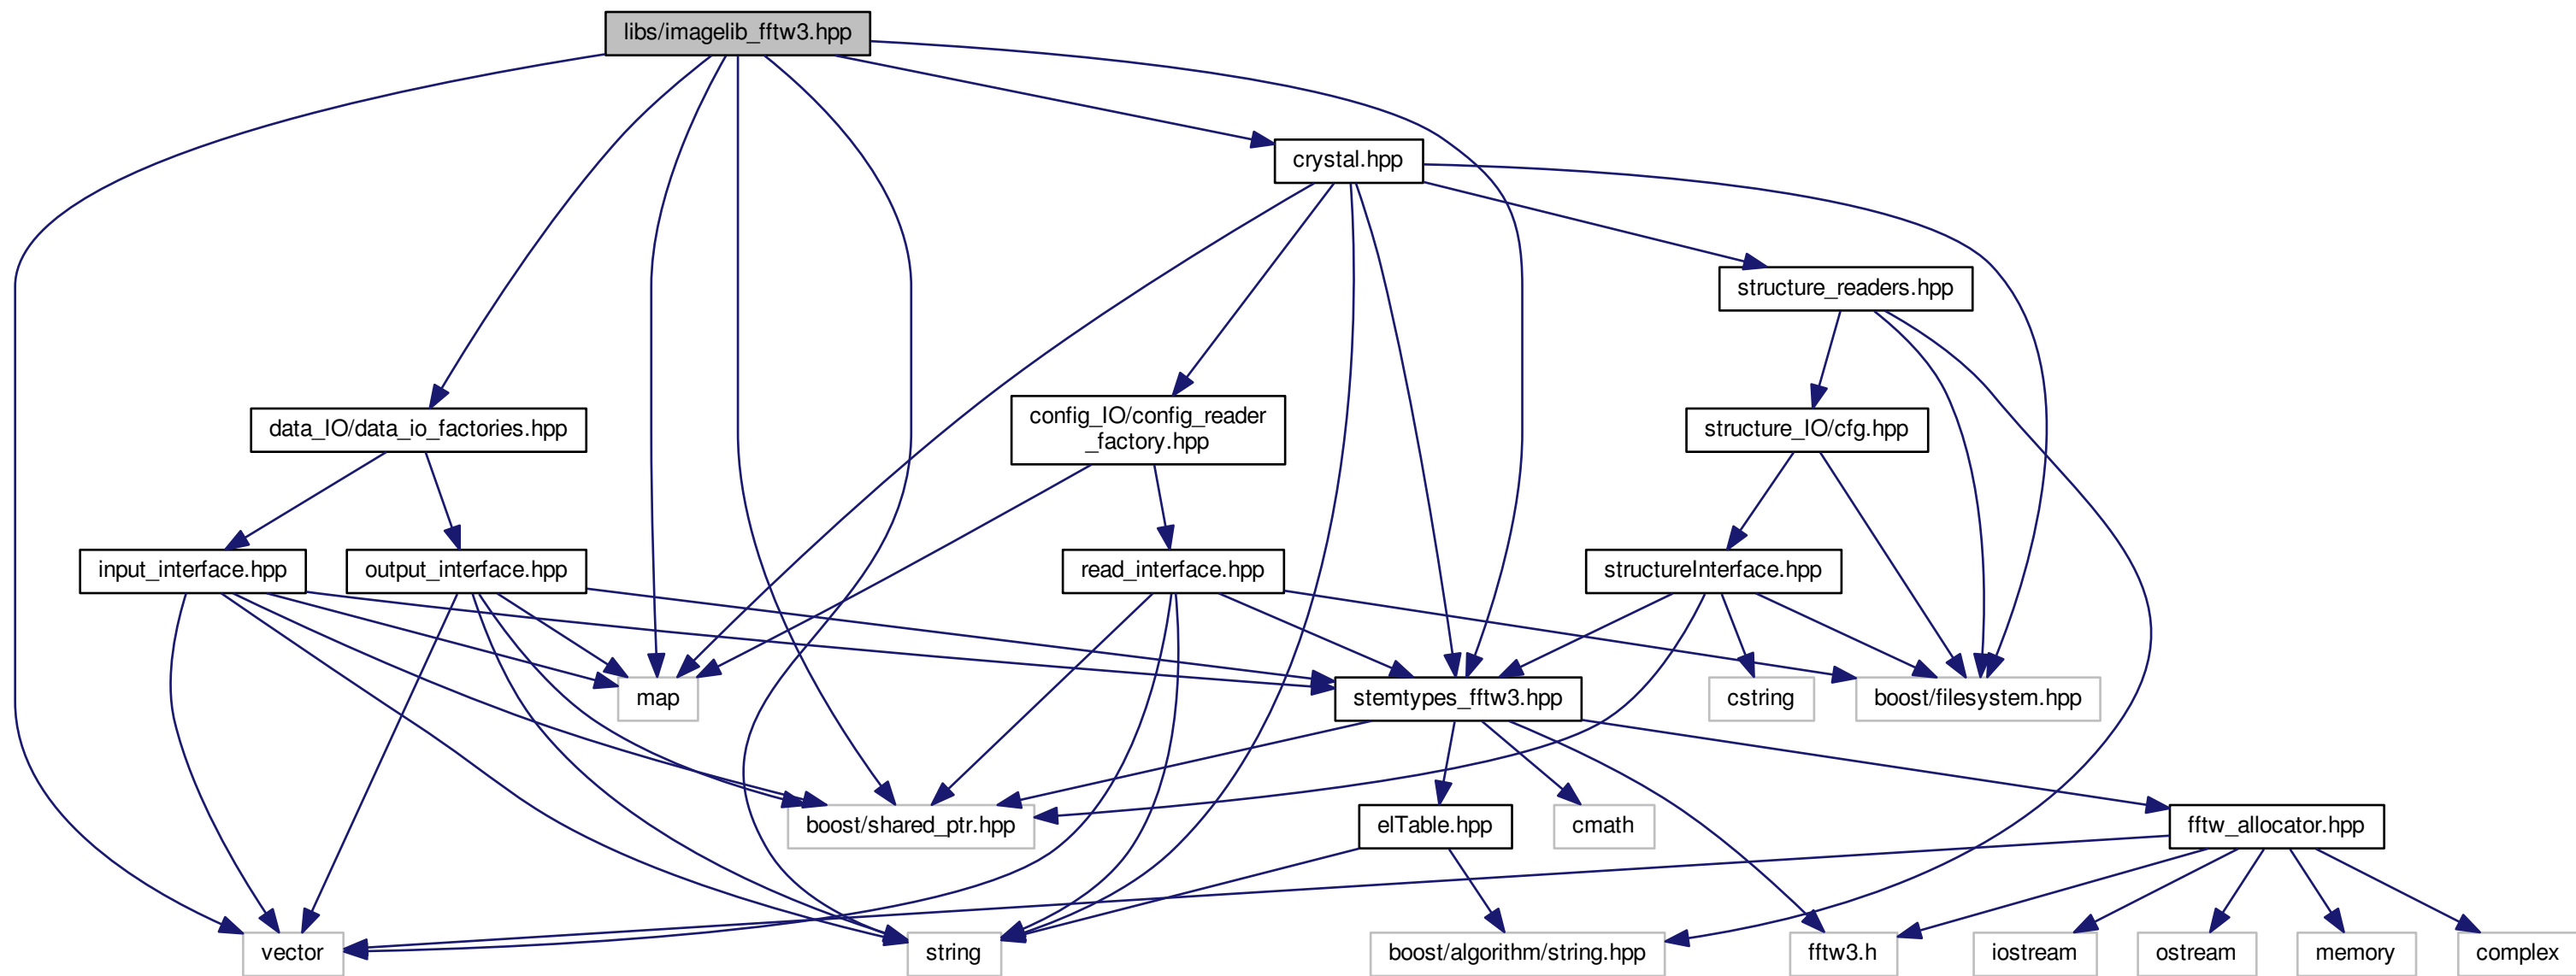 libs/imagelib_fftw3.hpp
crystal.hpp
structure_readers.hpp
data_IO/data_io_factories.hpp
config_IO/config_reader
_factory.hpp
structure_IO/cfg.hpp
input_interface.hpp
output_interface.hpp
read_interface.hpp
structureInterface.hpp
map
stemtypes_fftw3.hpp
cstring
boost/filesystem.hpp
boost/shared_ptr.hpp
elTable.hpp
cmath
fftw_allocator.hpp
vector
string
boost/algorithm/string.hpp
fftw3.h
iostream
ostream
memory
complex